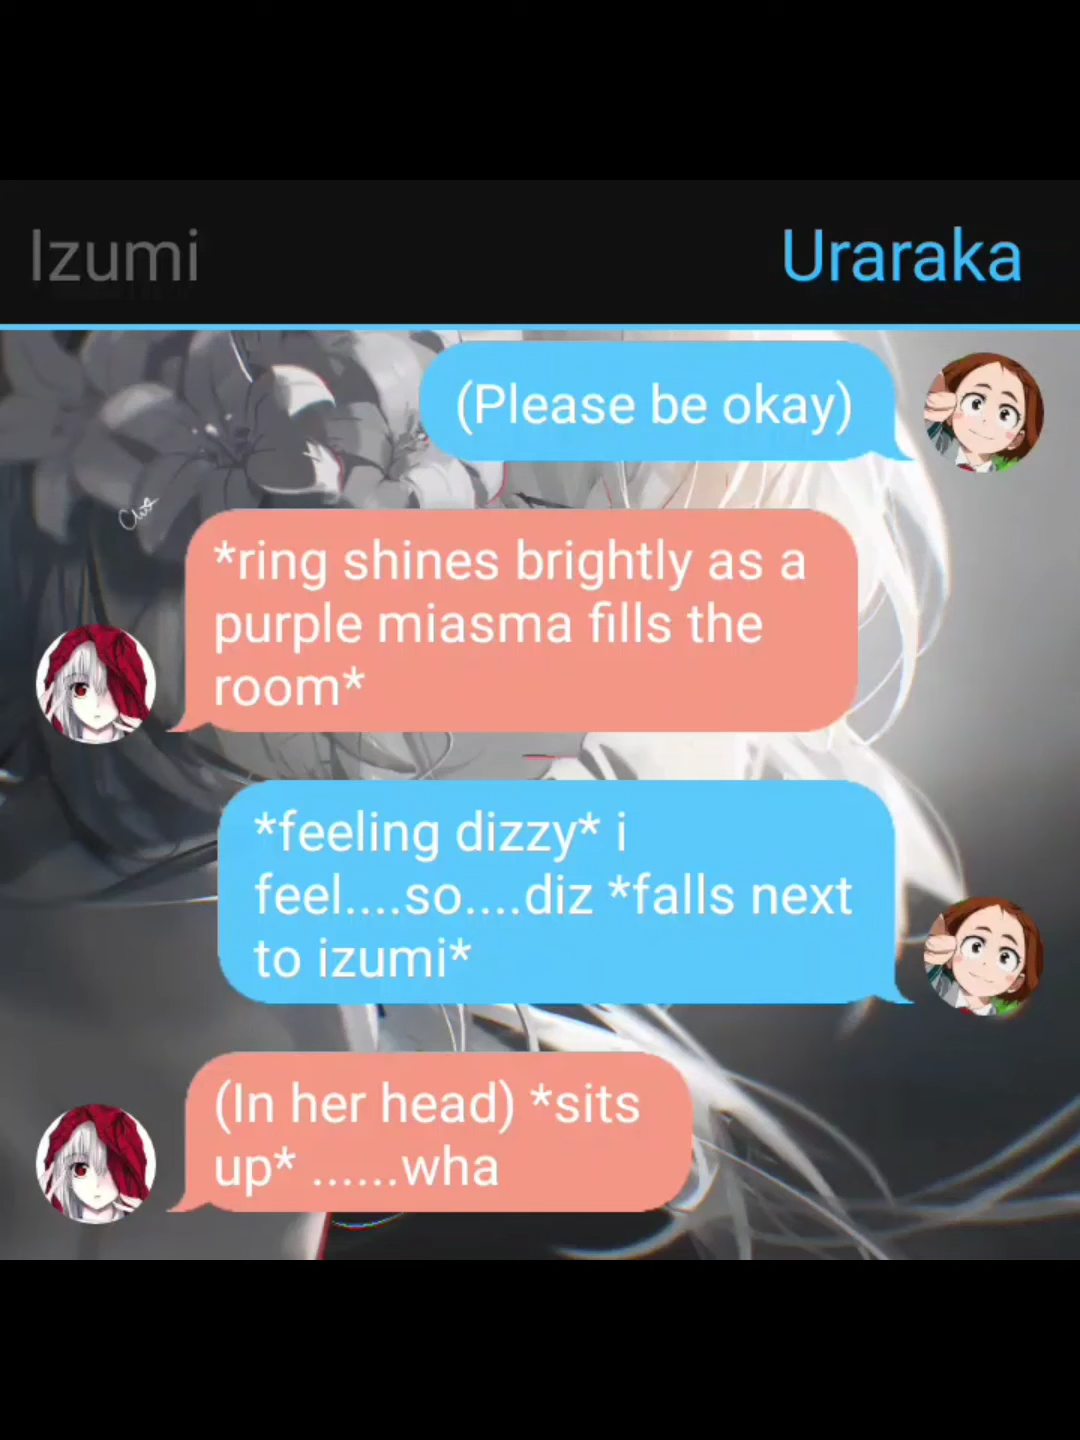 Izumi
Uraraka
(Please be okay)
*ring shines brightly as a
purple miasma fills the
room*
*feeling dizzy* i
feel....so....diz *falls next
to izumi*
(In her head) *sits
up* ......wha